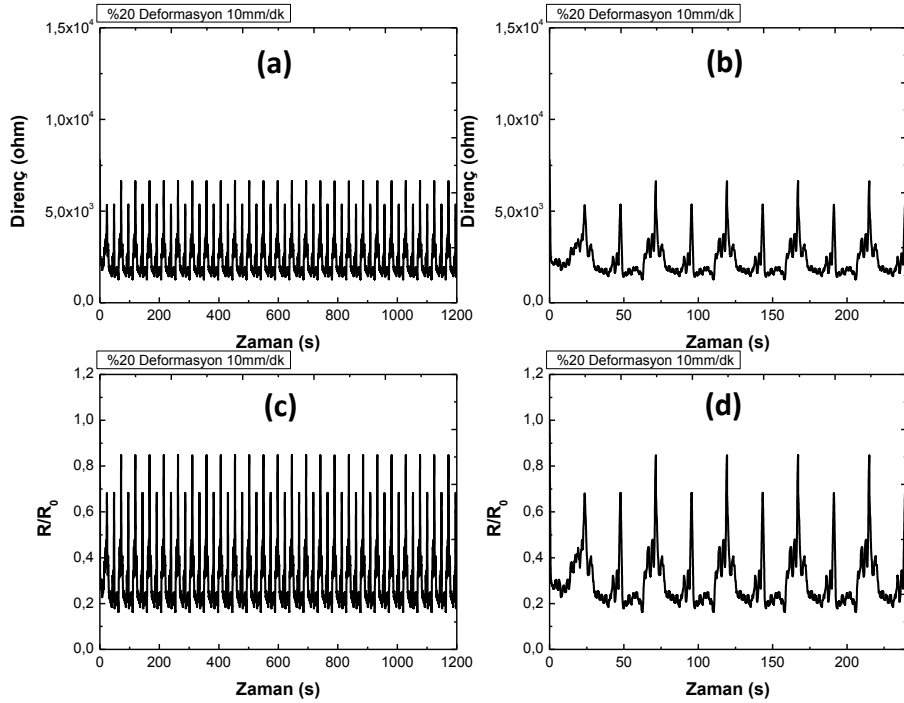 %20 Deformasyon 10mm/dk
(a)
Direnç (ohm)
1,5x10⁴
1,0x10⁴
5,0x10³
0,0
0 200 400 600 800 1000 1200
Zaman (s)
%20 Deformasyon 10mm/dk
(b)
Direnç (ohm)
1,5x10⁴
1,0x10⁴
5,0x10³
0,0
0 50 100 150 200
Zaman (s)
%20 Deformasyon 10mm/dk
(c)
R/R₀
1,2
1,0
0,8
0,6
0,4
0,2
0,0
0 200 400 600 800 1000 1200
Zaman (s)
%20 Deformasyon 10mm/dk
(d)
R/R₀
1,2
1,0
0,8
0,6
0,4
0,2
0,0
0 50 100 150 200
Zaman (s)